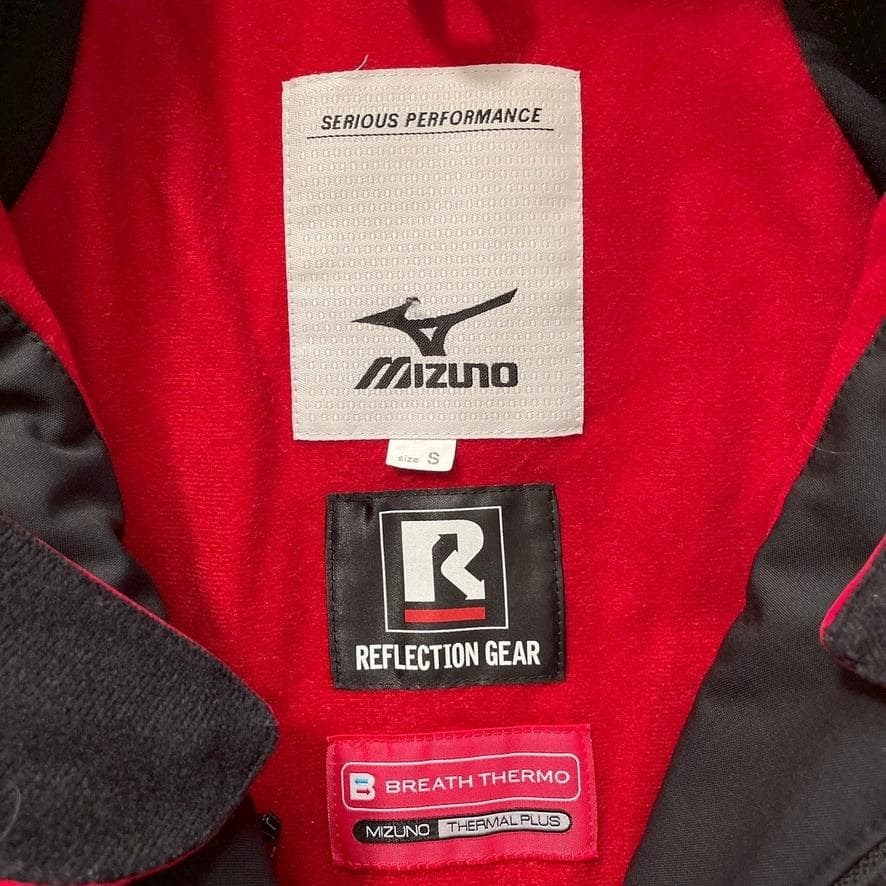 SERIOUS PERFORMANCE
MIZUNO
size S
R
REFLECTION GEAR
B BREATH THERMO
MIZUNO THERMAL PLUS